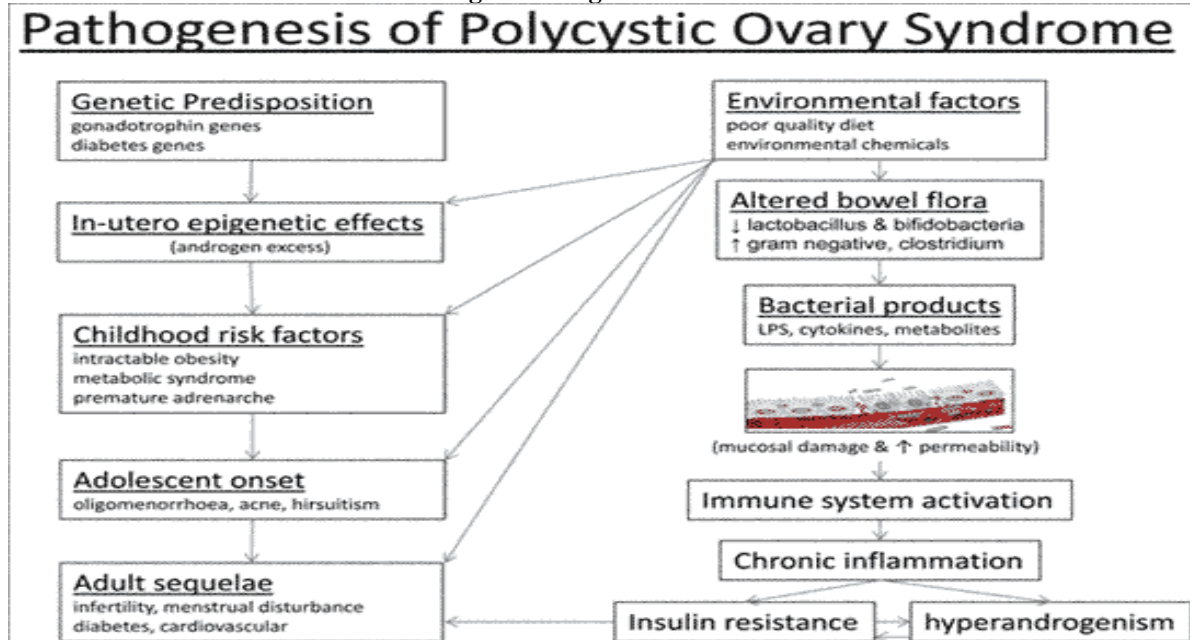 Pathogenesis of Polycystic Ovary Syndrome
Genetic Predisposition
gonadotrophin genes
diabetes genes
In-utero epigenetic effects
(androgen excess)
Childhood risk factors
intractable obesity
metabolic syndrome
premature adrenarche
Adolescent onset
oligomenorrhoea, acne, hirsuitism
Adult sequelae
infertility, menstrual disturbance
diabetes, cardiovascular
Environmental factors
poor quality diet
environmental chemicals
Altered bowel flora
↓ lactobacillus & bifidobacteria
↑ gram negative, clostridium
Bacterial products
LPS, cytokines, metabolites
(mucosal damage & ↑ permeability)
Immune system activation
Chronic inflammation
Insulin resistance
hyperandrogenism